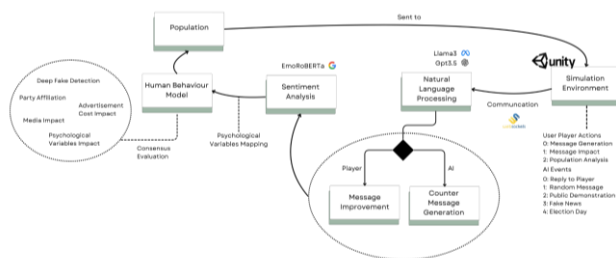 Population
Sent to
Deep Fake Detection
Party Affiliation
Advertisement
Cost Impact
Media Impact
Psychological
Variables Impact
Human Behaviour
Model
Consensus
Evaluation
EmoRoBERTa
Sentiment
Analysis
Psychological
Variables Mapping
Llama3
Gpt3.5
Natural
Language
Processing
unity
Simulation
Environment
Communcation
Player
AI
Message
Improvement
Counter
Message
Generation
User Player Actions
0: Message Generation
1: Message Impact
2: Population Analysis
AI Events
0: Reply to Player
1: Random Message
2: Public Demonstration
3: Fake News
4: Election Day